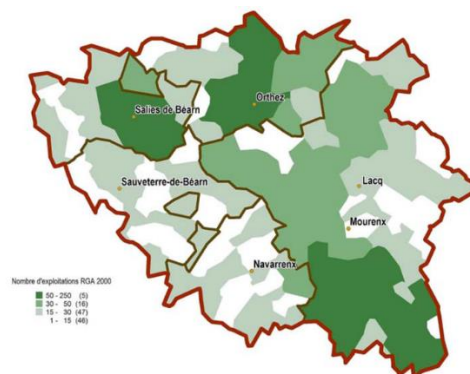 Orthez
Salies de Béarn
Sauveterre-de-Béarn
Lacq
Mourenx
Navarrenx
Nombre d'exploitations RGA 2000
50 - 250 (5)
30 - 50 (16)
15 - 30 (47)
1 - 15 (46)